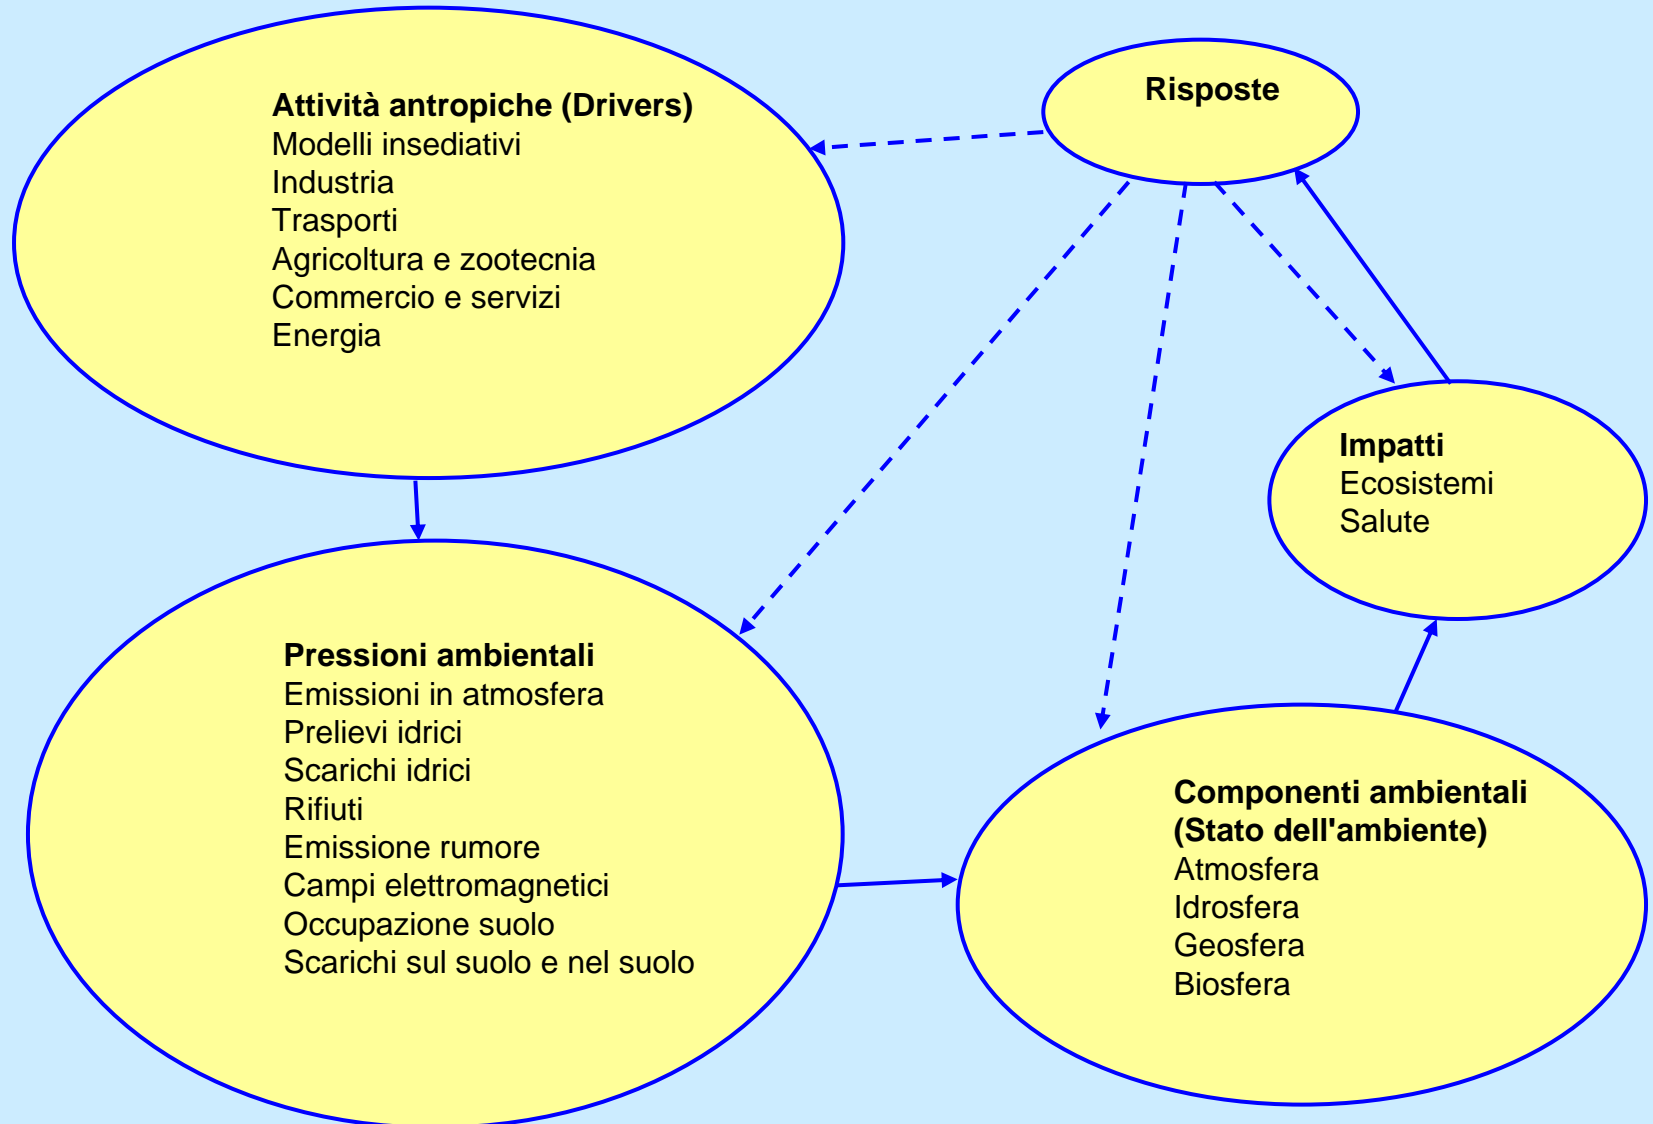 Attività antropiche (Drivers)
Modelli insediativi
Industria
Trasporti
Agricoltura e zootecnia
Commercio e servizi
Energia
Risposte
Impatti
Ecosistemi
Salute
Pressioni ambientali
Emissioni in atmosfera
Prelievi idrici
Scarichi idrici
Rifiuti
Emissione rumore
Campi elettromagnetici
Occupazione suolo
Scarichi sul suolo e nel suolo
Componenti ambientali
(Stato dell'ambiente)
Atmosfera
Idrosfera
Geosfera
Biosfera